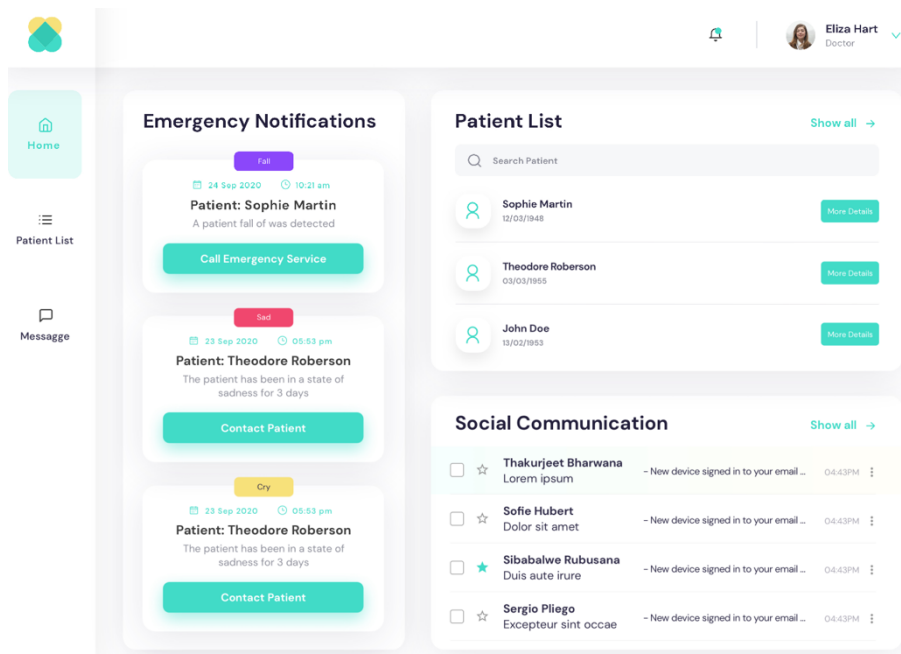 Eliza Hart
Doctor
Home
Patient List
Messagge
Emergency Notifications
Fall
24 Sep 2020 10:21 am
Patient: Sophie Martin
A patient fall of was detected
Call Emergency Service
Sad
23 Sep 2020 05:53 pm
Patient: Theodore Roberson
The patient has been in a state of
sadness for 3 days
Contact Patient
Cry
23 Sep 2020 05:53 pm
Patient: Theodore Roberson
The patient has been in a state of
sadness for 3 days
Contact Patient
Patient List
Show all →
Search Patient
Sophie Martin
12/03/1948
More Details
Theodore Roberson
03/03/1955
More Details
John Doe
13/02/1953
More Details
Social Communication
Show all →
Thakurjeet Bharwana
Lorem ipsum
- New device signed in to your email ...
04:43PM
Sofie Hubert
Dolor sit amet
- New device signed in to your email ...
04:43PM
Sibabalwe Rubusana
Duis aute irure
- New device signed in to your email ...
04:43PM
Sergio Pliego
Excepteur sint occae
- New device signed in to your email ...
04:43PM